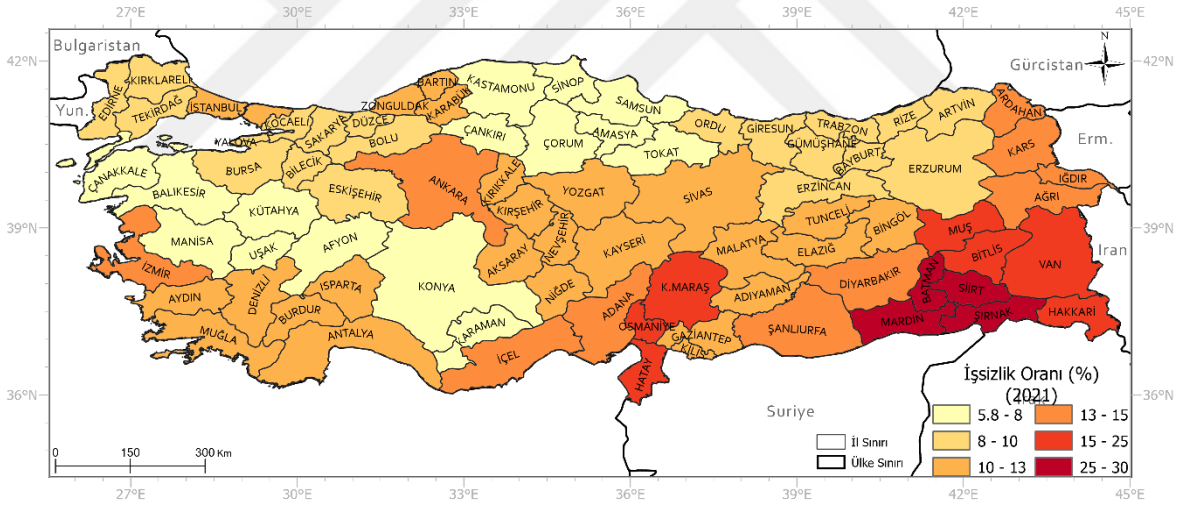 27°E 30°E 33°E 36°E 39°E 42°E 45°E
42°N 42°N
39°N 39°N
36°N 36°N
27°E 30°E 33°E 36°E 39°E 42°E 45°E
N
Bulgaristan
Gürcistan
Yun.
Erm.
Iran
Suriye
KIRKLARELİ
EDİRNE
TEKİRDAĞ
İSTANBUL
KOCAELİ
YALOVA
SAKARYA
DÜZCE
BOLU
ZONGULDAK
BARTIN
KARABÜK
KASTAMONU
SİNOP
SAMSUN
ÇANKIRI
ÇORUM
AMASYA
TOKAT
ORDU
GİRESUN
TRABZON
GÜMÜŞHANE
BAYBURT
RİZE
ARTVİN
ARDAHAN
KARS
IĞDIR
AĞRI
ERZURUM
ERZİNCAN
ÇANAKKALE
BALIKESİR
BURSA
BİLECİK
ESKİŞEHİR
KÜTAHYA
ANKARA
KIRIKKALE
KIRŞEHİR
YOZGAT
SİVAS
TUNCELİ
BİNGÖL
ELAZIĞ
MALATYA
MUŞ
BİTLİS
VAN
MANİSA
UŞAK
AFYON
İZMİR
AYDIN
DENİZLİ
ISPARTA
BURDUR
MUĞLA
ANTALYA
KONYA
KARAMAN
AKSARAY
NEVŞEHİR
NİĞDE
KAYSERİ
ADANA
İÇEL
K.MARAŞ
OSMANİYE
HATAY
GAZİANTEP
KİLİS
ADIYAMAN
ŞANLIURFA
DİYARBAKIR
BATMAN
SİİRT
MARDİN
ŞIRNAK
HAKKARİ
0 150 300 Km
İl Sınırı
Ülke Sınırı
İşsizlik Oranı (%)
(2021)
5.8 - 8
8 - 10
10 - 13
13 - 15
15 - 25
25 - 30